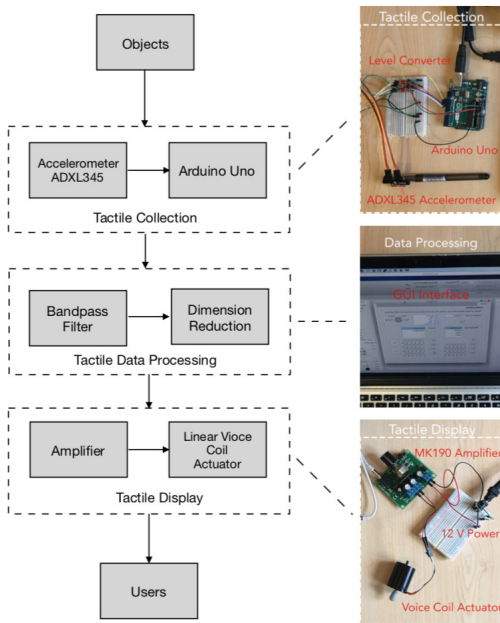 Objects
Accelerometer
ADXL345
Arduino Uno
Tactile Collection
Bandpass
Filter
Dimension
Reduction
Tactile Data Processing
Amplifier
Linear Vioce
Coil
Actuator
Tactile Display
Users
Tactile Collection
Level Converter
Arduino Uno
ADXL345 Accelerometer
Data Processing
GUI Interface
Tactile Display
MK190 Amplifier
12 V Power
Voice Coil Actuator